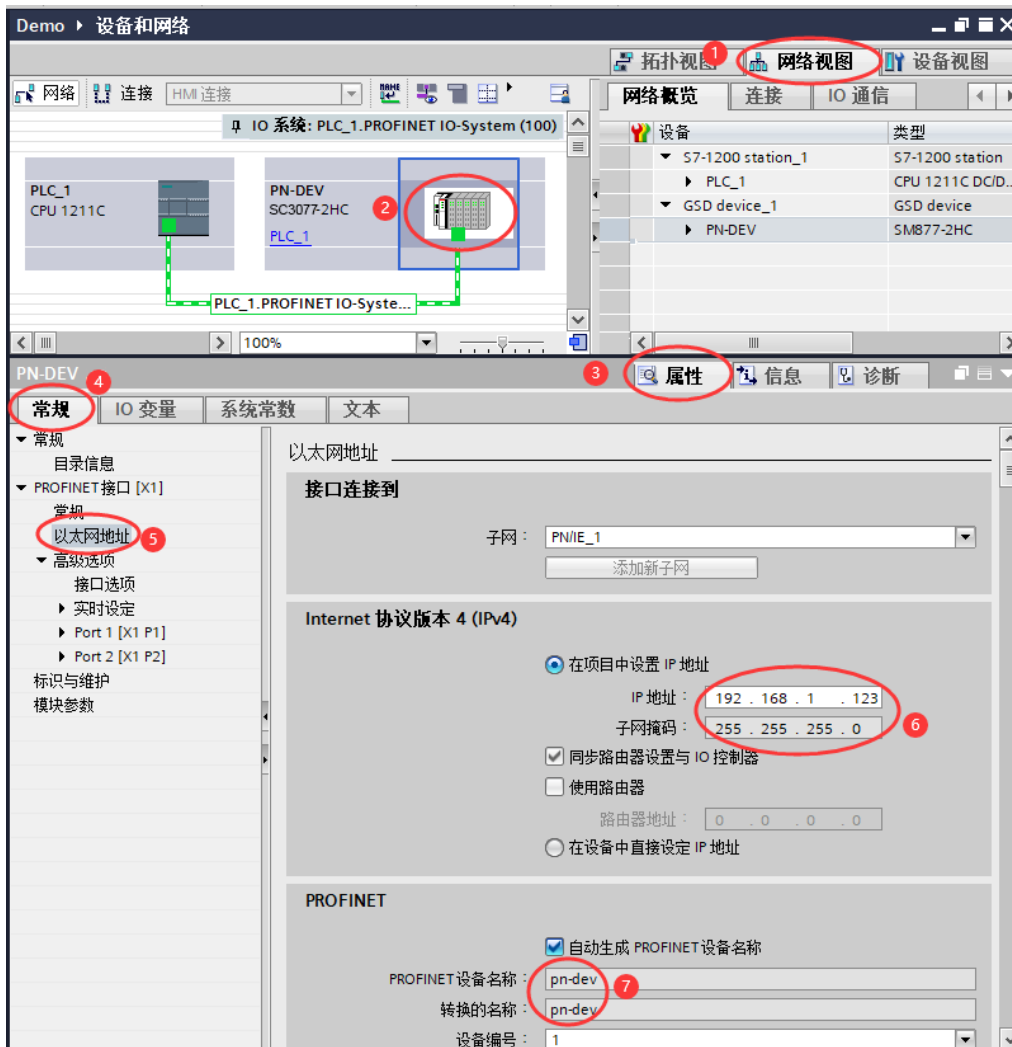 Demo ▸ 设备和网络
拓扑视图 1 网络视图 设备视图
网络 连接 HMI 连接
IO 系统: PLC_1.PROFINET IO-System (100)
PLC_1
CPU 1211C
PN-DEV
SC3077-2HC
PLC_1
2
PLC_1.PROFINET IO-Syste...
100%
网络概览 连接 IO 通信
设备 类型
S7-1200 station_1 S7-1200 station
PLC_1 CPU 1211C DC/D...
GSD device_1 GSD device
PN-DEV SM877-2HC
PN-DEV
3 属性 信息 诊断
4
常规 IO 变量 系统常数 文本
常规
目录信息
PROFINET接口 [X1]
常规
以太网地址 5
高级选项
接口选项
实时设定
Port 1 [X1 P1]
Port 2 [X1 P2]
标识与维护
模块参数
以太网地址
接口连接到
子网: PN/IE_1
添加新子网
Internet 协议版本 4 (IPv4)
在项目中设置 IP 地址
IP 地址: 192 . 168 . 1 . 123
子网掩码: 255 . 255 . 255 . 0
6
同步路由器设置与 IO 控制器
使用路由器
路由器地址: 0 . 0 . 0 . 0
在设备中直接设定 IP 地址
PROFINET
自动生成 PROFINET设备名称
PROFINET设备名称: pn-dev
7
转换的名称: pn-dev
设备编号: 1